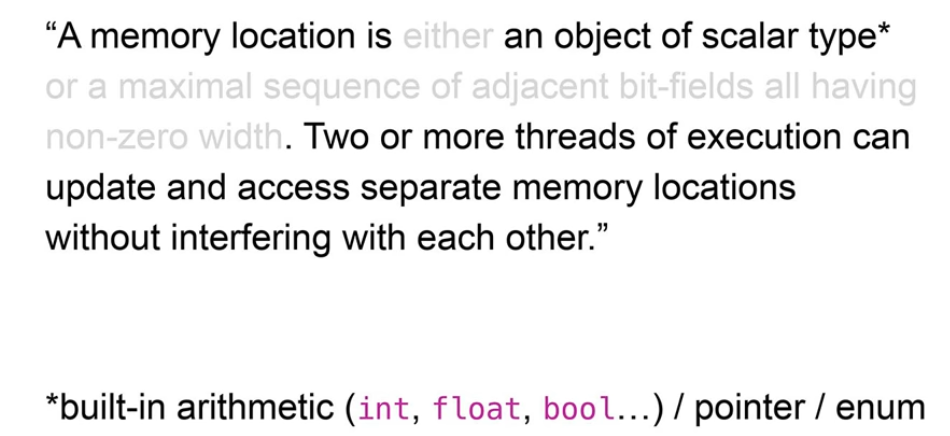 “A memory location is either an object of scalar type*
or a maximal sequence of adjacent bit-fields all having
non-zero width. Two or more threads of execution can
update and access separate memory locations
without interfering with each other.”
*built-in arithmetic (int, float, bool…) / pointer / enum